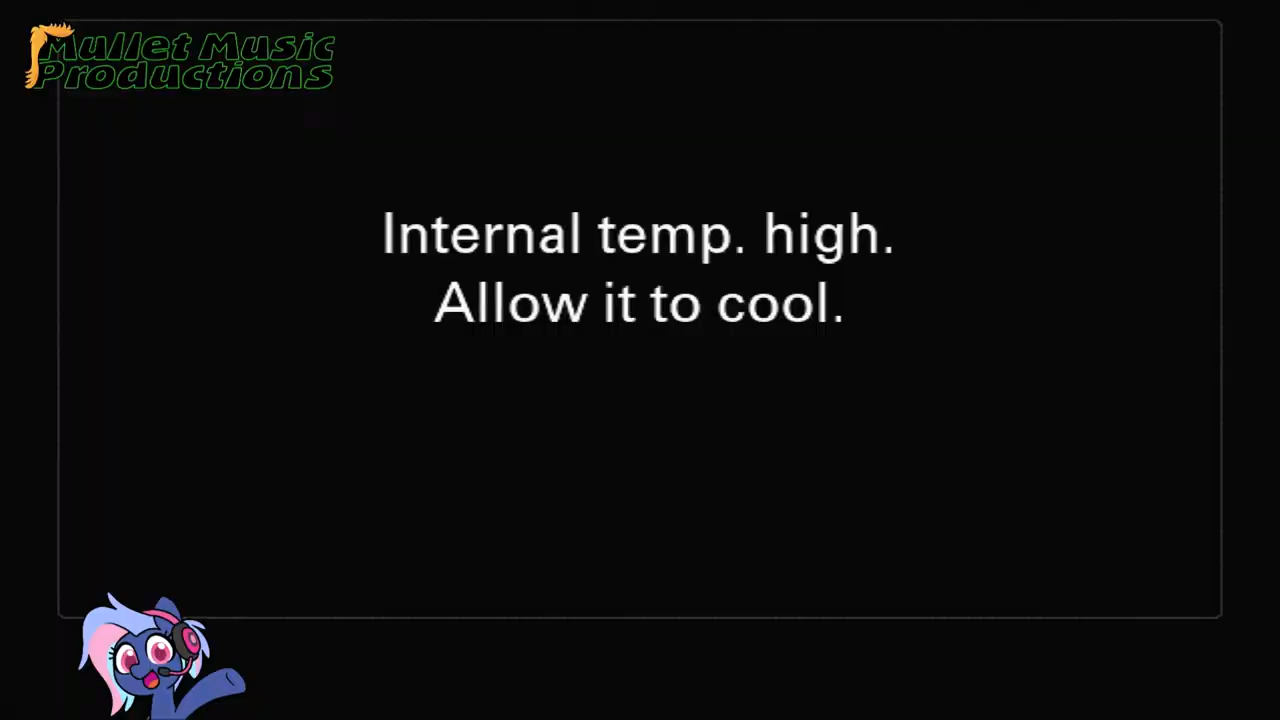 Mullet Music
Productions
Internal temp. high.
Allow it to cool.